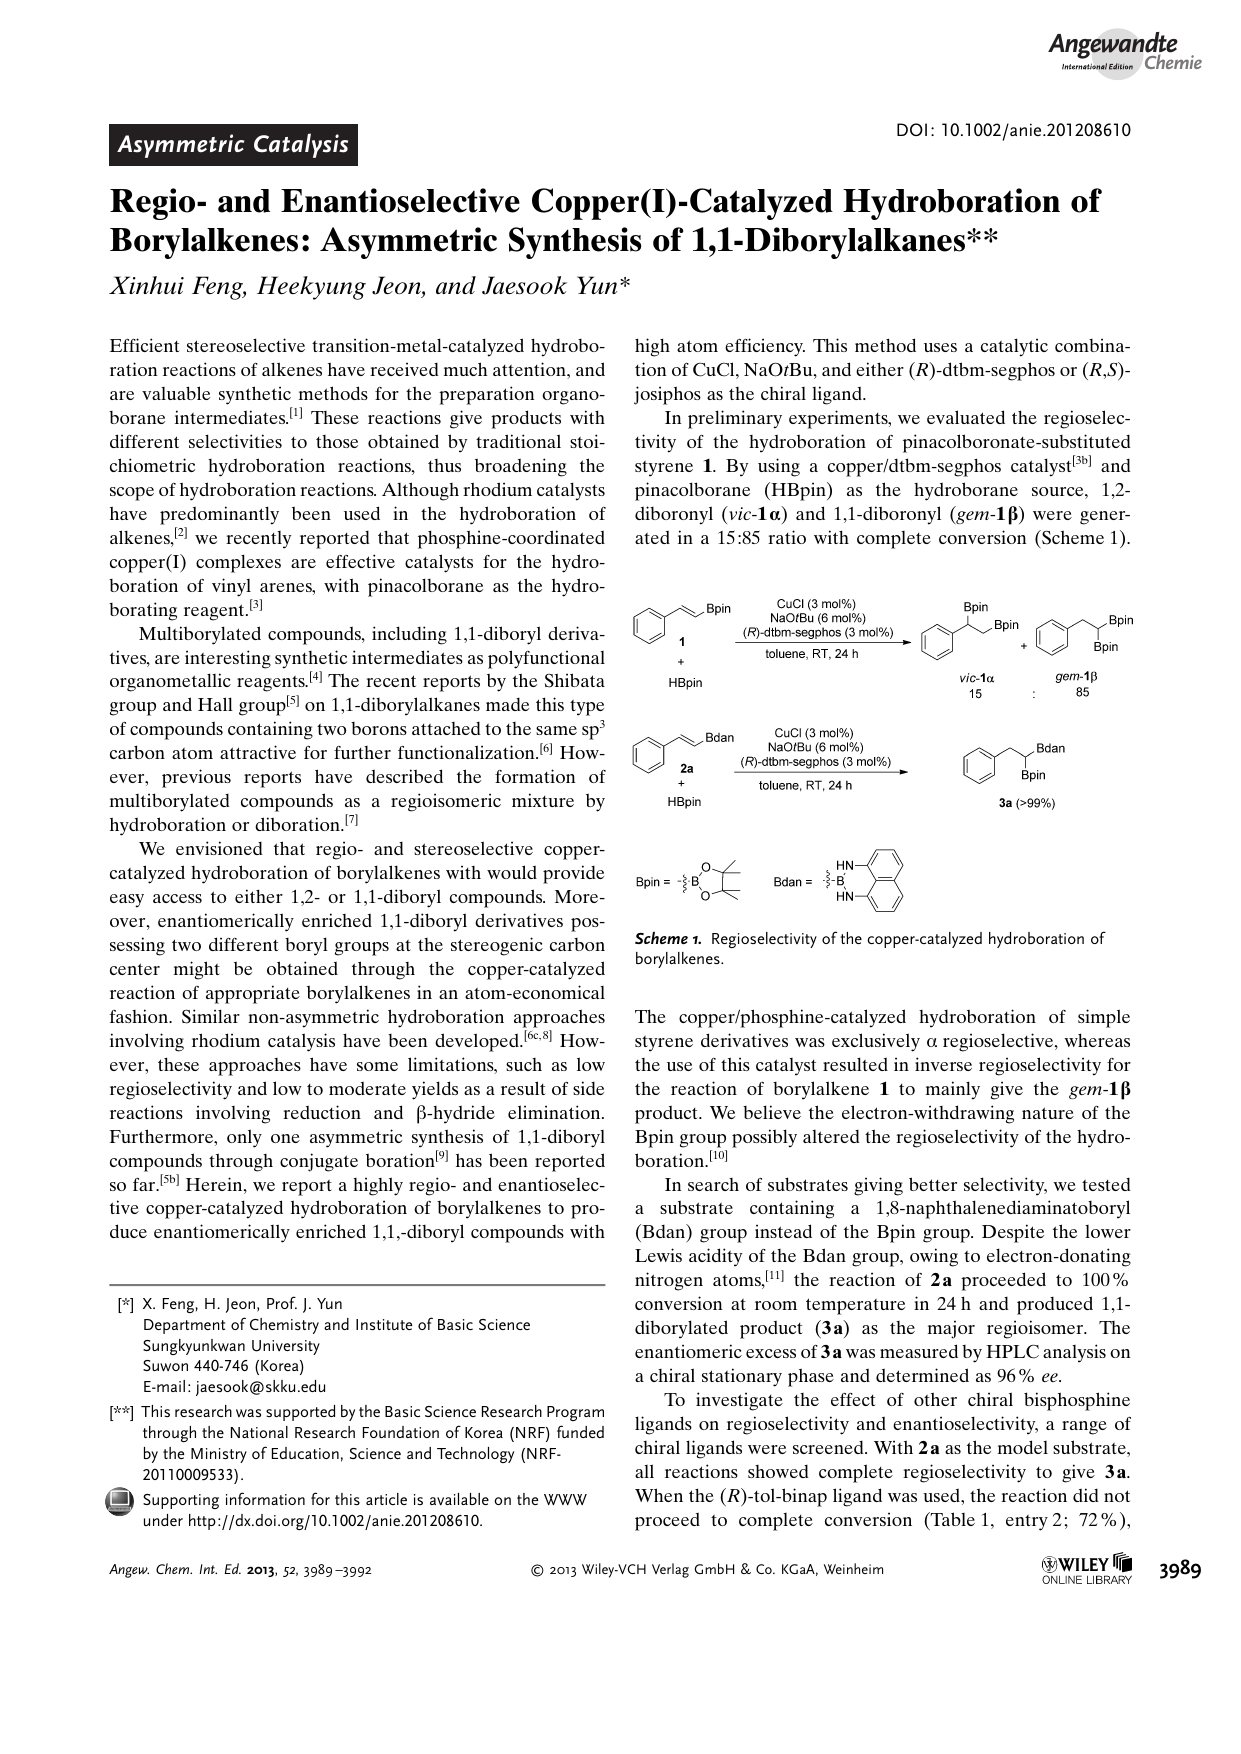 Angewandte
International Edition Chemie
Asymmetric Catalysis
DOI: 10.1002/anie.201208610
Regio- and Enantioselective Copper(I)-Catalyzed Hydroboration of
Borylalkenes: Asymmetric Synthesis of 1,1-Diborylalkanes**
Xinhui Feng, Heekyung Jeon, and Jaesook Yun*
Efficient stereoselective transition-metal-catalyzed hydrobo-
ration reactions of alkenes have received much attention, and
are valuable synthetic methods for the preparation organo-
borane intermediates.[1] These reactions give products with
different selectivities to those obtained by traditional stoi-
chiometric hydroboration reactions, thus broadening the
scope of hydroboration reactions. Although rhodium catalysts
have predominantly been used in the hydroboration of
alkenes,[2] we recently reported that phosphine-coordinated
copper(I) complexes are effective catalysts for the hydro-
boration of vinyl arenes, with pinacolborane as the hydro-
borating reagent.[3]
Multiborylated compounds, including 1,1-diboryl deriva-
tives, are interesting synthetic intermediates as polyfunctional
organometallic reagents.[4] The recent reports by the Shibata
group and Hall group[5] on 1,1-diborylalkanes made this type
of compounds containing two borons attached to the same sp3
carbon atom attractive for further functionalization.[6] How-
ever, previous reports have described the formation of
multiborylated compounds as a regioisomeric mixture by
hydroboration or diboration.[7]
We envisioned that regio- and stereoselective copper-
catalyzed hydroboration of borylalkenes with would provide
easy access to either 1,2- or 1,1-diboryl compounds. More-
over, enantiomerically enriched 1,1-diboryl derivatives pos-
sessing two different boryl groups at the stereogenic carbon
center might be obtained through the copper-catalyzed
reaction of appropriate borylalkenes in an atom-economical
fashion. Similar non-asymmetric hydroboration approaches
involving rhodium catalysis have been developed.[6c,8] How-
ever, these approaches have some limitations, such as low
regioselectivity and low to moderate yields as a result of side
reactions involving reduction and β-hydride elimination.
Furthermore, only one asymmetric synthesis of 1,1-diboryl
compounds through conjugate boration[9] has been reported
so far.[5b] Herein, we report a highly regio- and enantioselec-
tive copper-catalyzed hydroboration of borylalkenes to pro-
duce enantiomerically enriched 1,1,-diboryl compounds with
[*] X. Feng, H. Jeon, Prof. J. Yun
Department of Chemistry and Institute of Basic Science
Sungkyunkwan University
Suwon 440-746 (Korea)
E-mail: jaesook@skku.edu
[**] This research was supported by the Basic Science Research Program
through the National Research Foundation of Korea (NRF) funded
by the Ministry of Education, Science and Technology (NRF-
20110009533).
Supporting information for this article is available on the WWW
under http://dx.doi.org/10.1002/anie.201208610.
high atom efficiency. This method uses a catalytic combina-
tion of CuCl, NaOtBu, and either (R)-dtbm-segphos or (R,S)-
josiphos as the chiral ligand.
In preliminary experiments, we evaluated the regioselec-
tivity of the hydroboration of pinacolboronate-substituted
styrene 1. By using a copper/dtbm-segphos catalyst[3b] and
pinacolborane (HBpin) as the hydroborane source, 1,2-
diboronyl (vic-1α) and 1,1-diboronyl (gem-1β) were gener-
ated in a 15:85 ratio with complete conversion (Scheme 1).
Bpin
1
+
HBpin
CuCl (3 mol%)
NaOtBu (6 mol%)
(R)-dtbm-segphos (3 mol%)
toluene, RT, 24 h
Bpin
Bpin
+
Bpin
Bpin
vic-1α gem-1β
15 : 85
Bdan
2a
+
HBpin
CuCl (3 mol%)
NaOtBu (6 mol%)
(R)-dtbm-segphos (3 mol%)
toluene, RT, 24 h
Bdan
Bpin
3a (>99%)
Bpin = B O O
Bdan = B HN HN
Scheme 1. Regioselectivity of the copper-catalyzed hydroboration of
borylalkenes.
The copper/phosphine-catalyzed hydroboration of simple
styrene derivatives was exclusively α regioselective, whereas
the use of this catalyst resulted in inverse regioselectivity for
the reaction of borylalkene 1 to mainly give the gem-1β
product. We believe the electron-withdrawing nature of the
Bpin group possibly altered the regioselectivity of the hydro-
boration.[10]
In search of substrates giving better selectivity, we tested
a substrate containing a 1,8-naphthalenediaminatoboryl
(Bdan) group instead of the Bpin group. Despite the lower
Lewis acidity of the Bdan group, owing to electron-donating
nitrogen atoms,[11] the reaction of 2a proceeded to 100 %
conversion at room temperature in 24 h and produced 1,1-
diborylated product (3a) as the major regioisomer. The
enantiomeric excess of 3a was measured by HPLC analysis on
a chiral stationary phase and determined as 96 % ee.
To investigate the effect of other chiral bisphosphine
ligands on regioselectivity and enantioselectivity, a range of
chiral ligands were screened. With 2a as the model substrate,
all reactions showed complete regioselectivity to give 3a.
When the (R)-tol-binap ligand was used, the reaction did not
proceed to complete conversion (Table 1, entry 2; 72 %),
Angew. Chem. Int. Ed. 2013, 52, 3989–3992
© 2013 Wiley-VCH Verlag GmbH & Co. KGaA, Weinheim
WILEY
ONLINE LIBRARY
3989